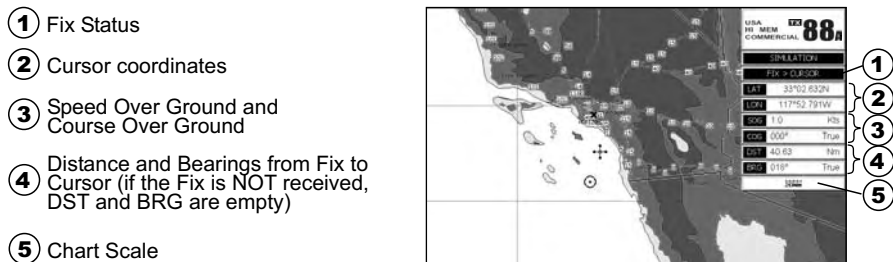 1 Fix Status
2 Cursor coordinates
3 Speed Over Ground and
Course Over Ground
4 Distance and Bearings from Fix to
Cursor (if the Fix is NOT received,
DST and BRG are empty)
5 Chart Scale
USA TX 88A
HI MEM
COMMERCIAL
SIMULATION
FIX > CURSOR
LAT 33°02.632N
LON 117°52.791W
SOG 1.0 Kts
COG 000° True
DST 40.63 Nm
BRG 018° True
1
2
3
4
5